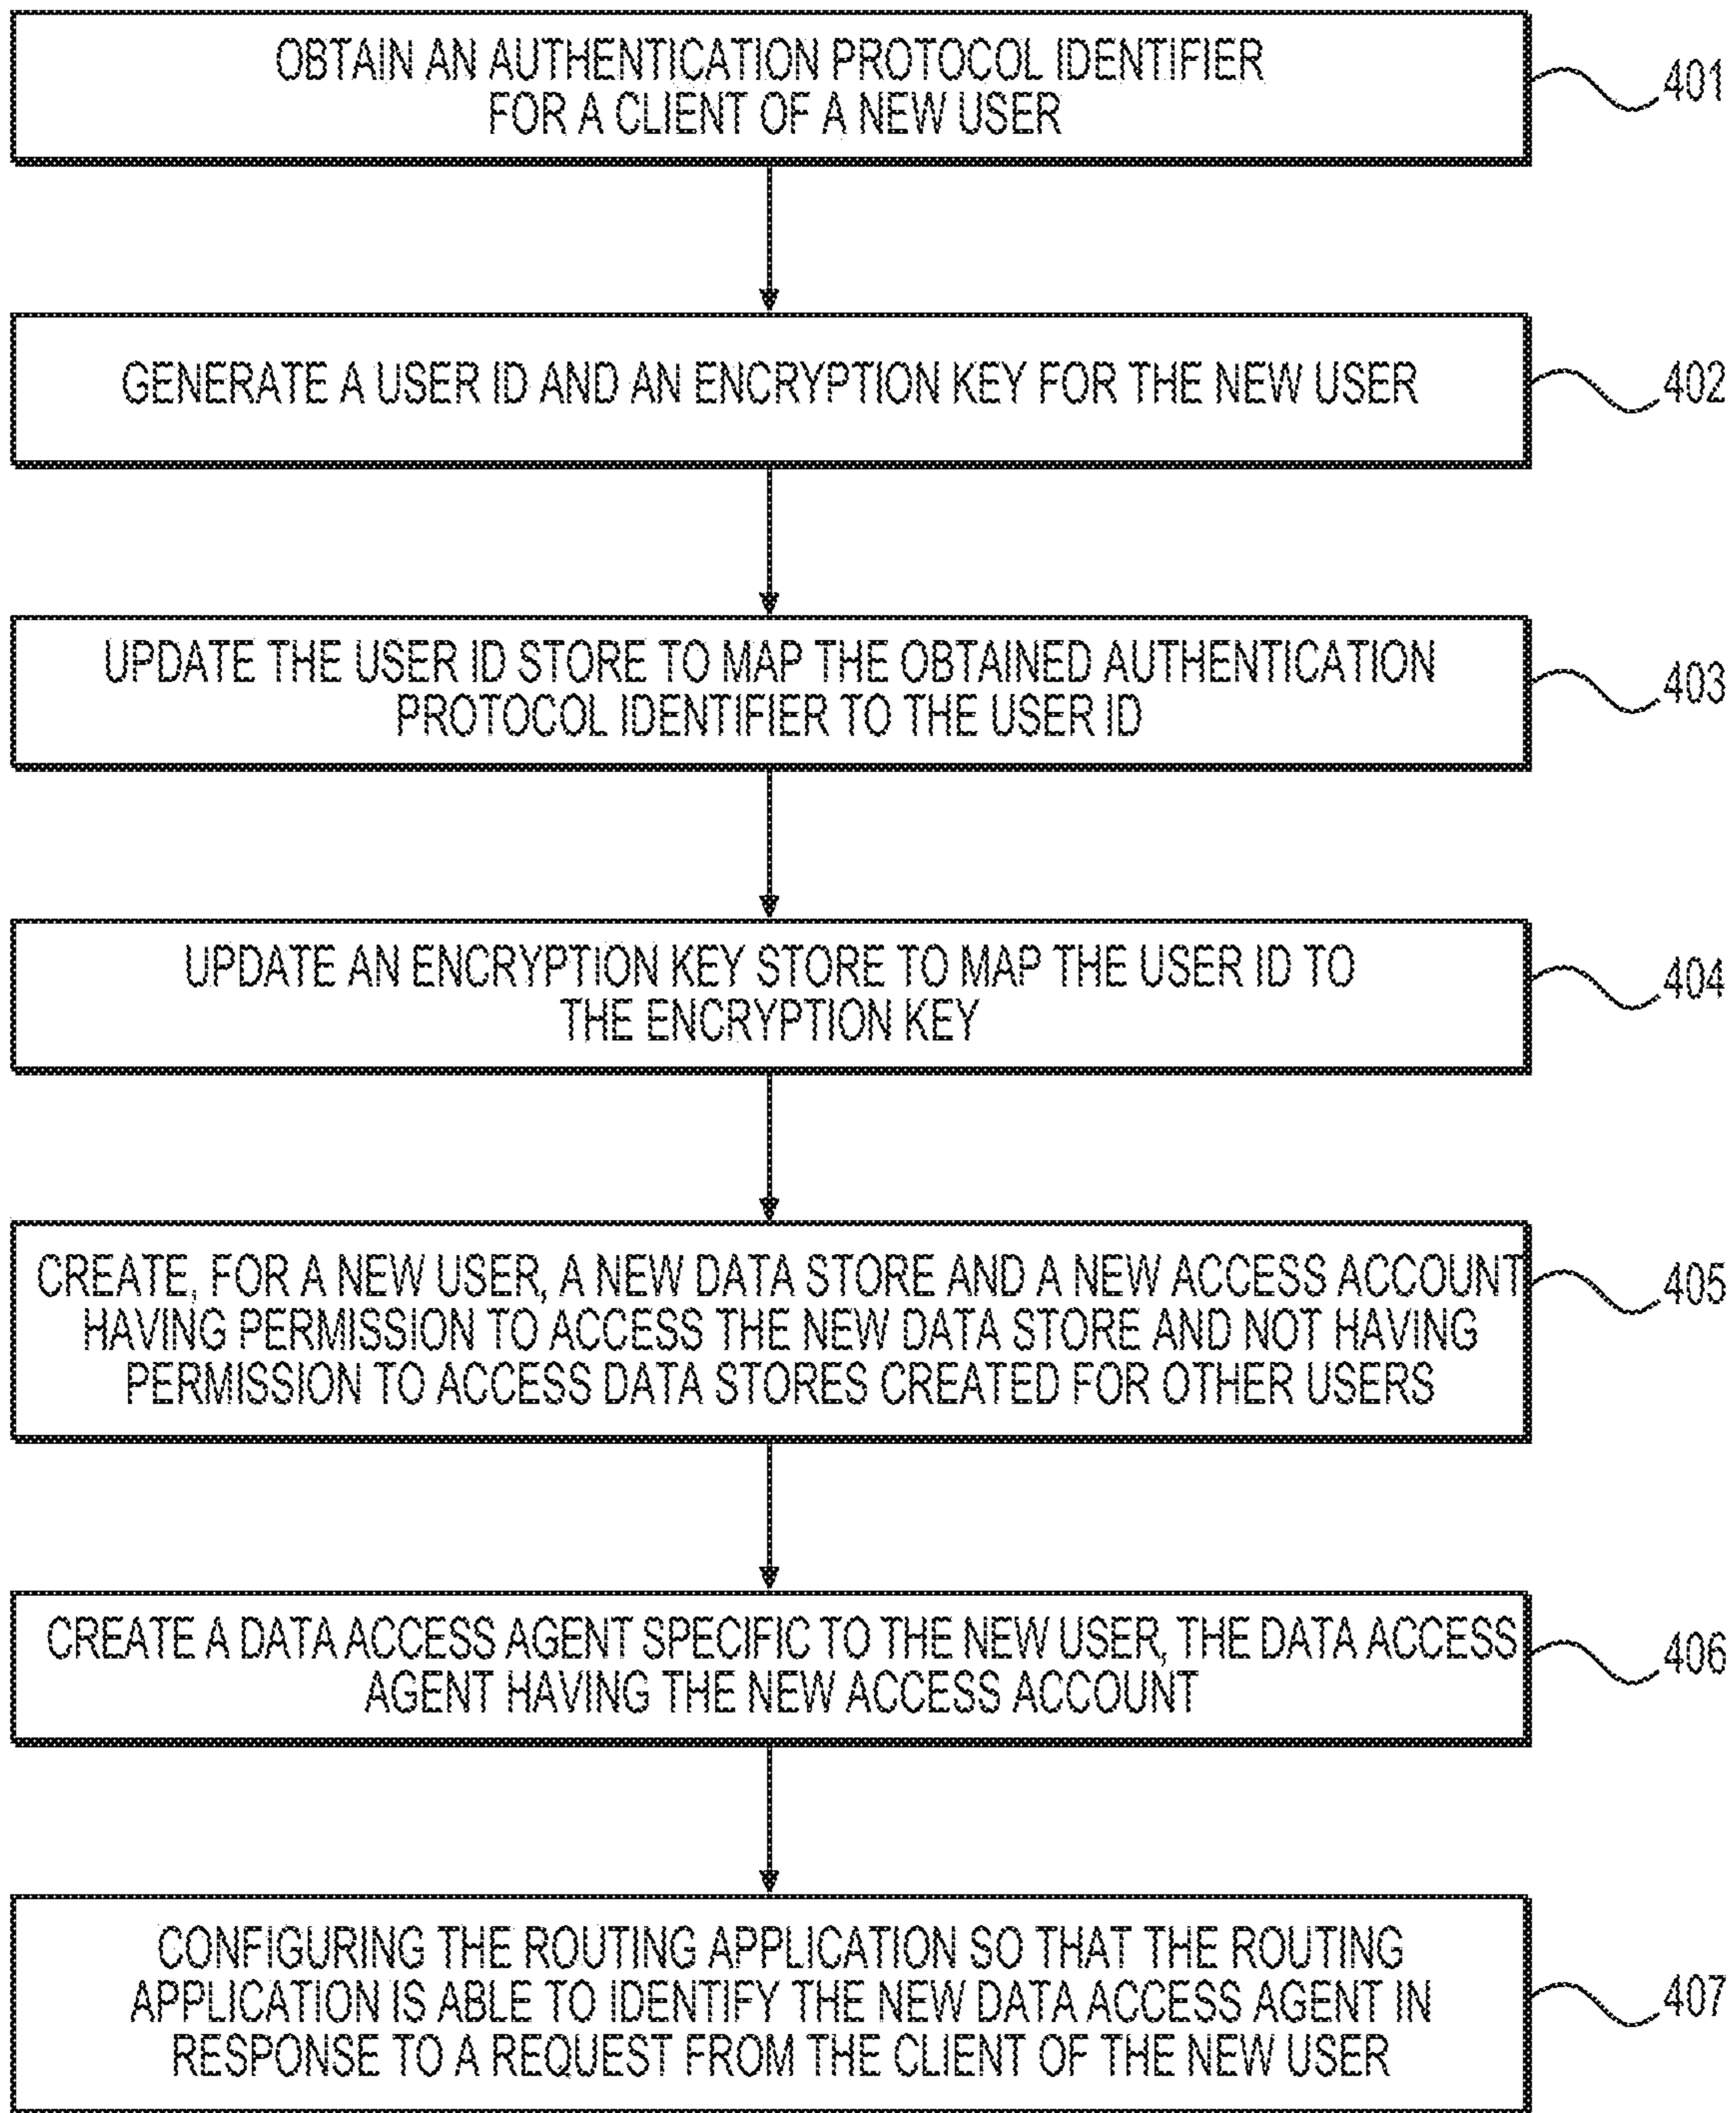 OBTAIN AN AUTHENTICATION PROTOCOL IDENTIFIER
FOR A CLIENT OF A NEW USER
401
GENERATE A USER ID AND AN ENCRYPTION KEY FOR THE NEW USER
402
UPDATE THE USER ID STORE TO MAP THE OBTAINED AUTHENTICATION
PROTOCOL IDENTIFIER TO THE USER ID
403
UPDATE AN ENCRYPTION KEY STORE TO MAP THE USER ID TO
THE ENCRYPTION KEY
404
CREATE, FOR A NEW USER, A NEW DATA STORE AND A NEW ACCESS ACCOUNT
HAVING PERMISSION TO ACCESS THE NEW DATA STORE AND NOT HAVING
PERMISSION TO ACCESS DATA STORES CREATED FOR OTHER USERS
405
CREATE A DATA ACCESS AGENT SPECIFIC TO THE NEW USER, THE DATA ACCESS
AGENT HAVING THE NEW ACCESS ACCOUNT
406
CONFIGURING THE ROUTING APPLICATION SO THAT THE ROUTING
APPLICATION IS ABLE TO IDENTIFY THE NEW DATA ACCESS AGENT IN
RESPONSE TO A REQUEST FROM THE CLIENT OF THE NEW USER
407